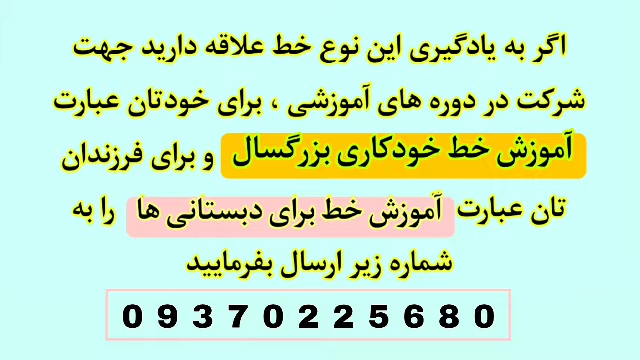 اگر به یادگیری این نوع خط علاقه دارید جهت
شرکت در دوره های آموزشی ، برای خودتان عبارت
آموزش خط خودکاری بزرگسال و برای فرزندان
تان عبارت آموزش خط برای دبستانی ها را به
شماره زیر ارسال بفرمایید
09370225680